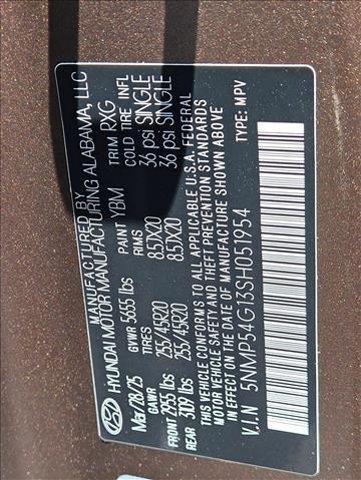 MANUFACTURED BY
HYUNDAI MOTOR MANUFACTURING ALABAMA, LLC
Mar/28/25 GVWR 5655 lbs PAINT YBM TRIM RXG
GAWR TIRES RIMS COLD TIRE INFL
FRONT 2955 lbs 255/45R20 8.5JX20 36 psi SINGLE
REAR 3109 lbs 255/45R20 8.5JX20 36 psi SINGLE
THIS VEHICLE CONFORMS TO ALL APPLICABLE U.S.A. FEDERAL
MOTOR VEHICLE SAFETY AND THEFT PREVENTION STANDARDS
IN EFFECT ON THE DATE OF MANUFACTURE SHOWN ABOVE.
V.I.N 5NMP54G13SH051954 TYPE: MPV